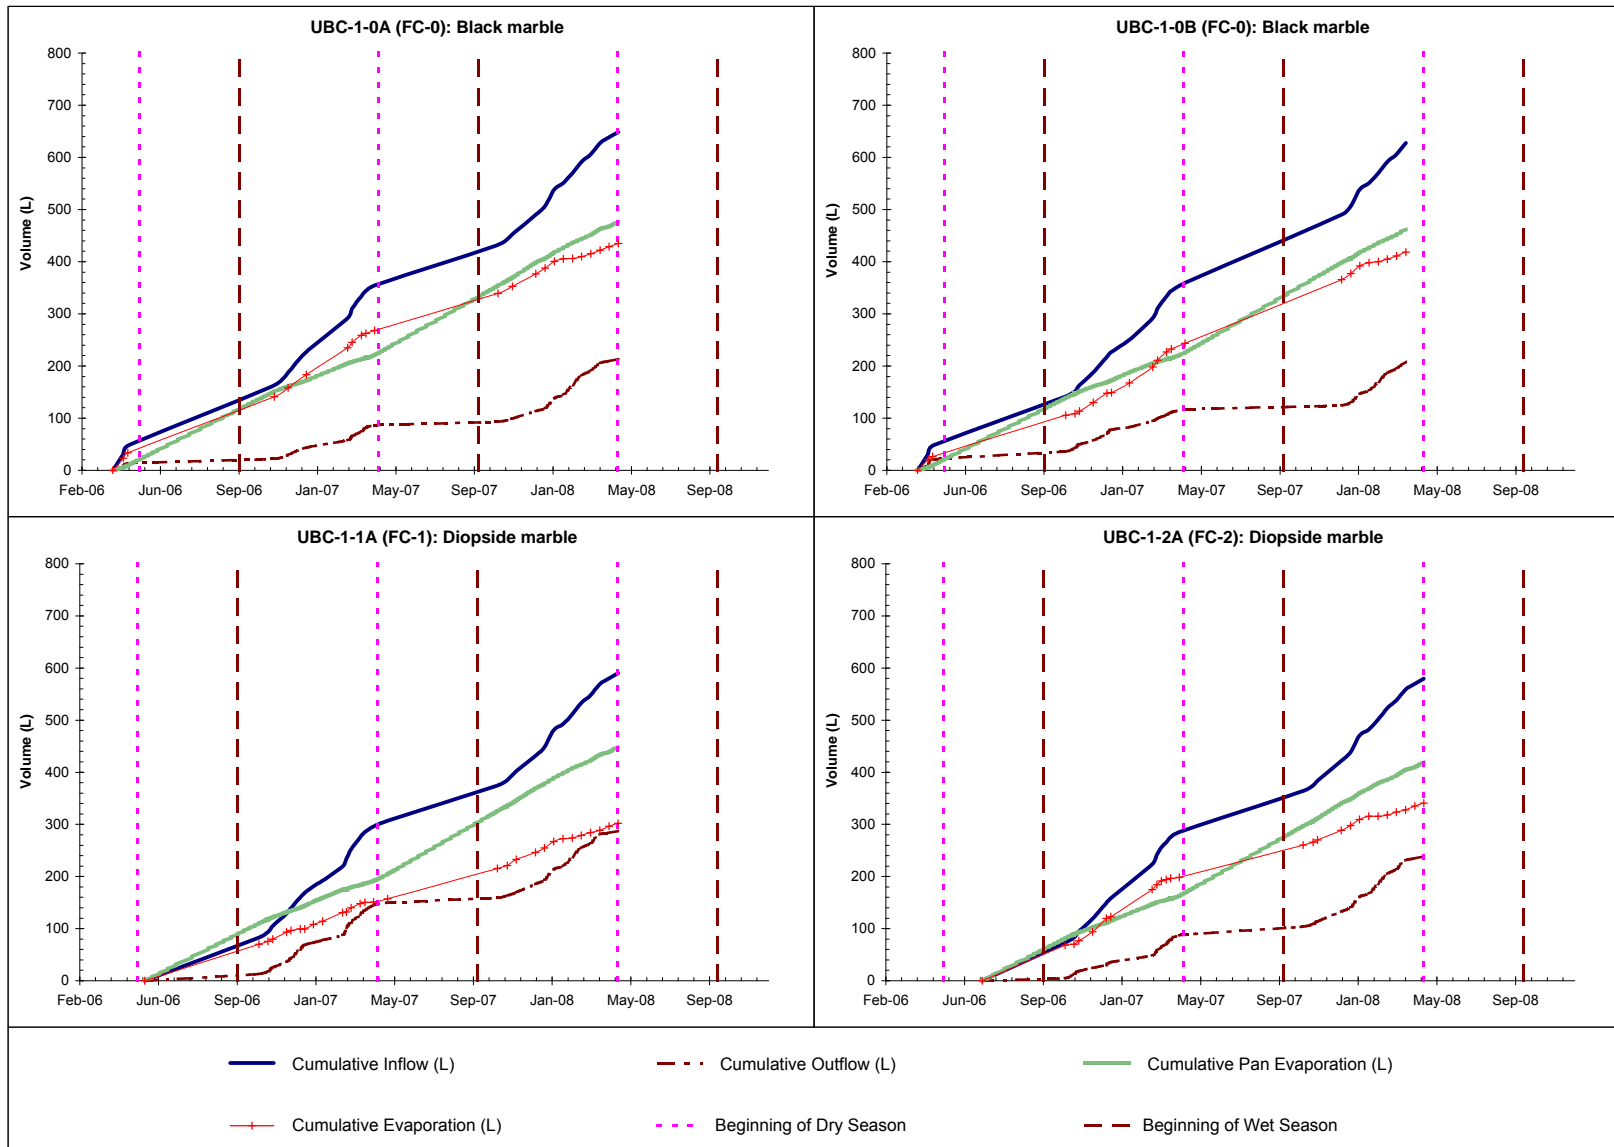 UBC-1-0A (FC-0): Black marble
Volume (L)
800
700
600
500
400
300
200
100
0
Feb-06 Jun-06 Sep-06 Jan-07 May-07 Sep-07 Jan-08 May-08 Sep-08
UBC-1-0B (FC-0): Black marble
Volume (L)
800
700
600
500
400
300
200
100
0
Feb-06 Jun-06 Sep-06 Jan-07 May-07 Sep-07 Jan-08 May-08 Sep-08
UBC-1-1A (FC-1): Diopside marble
Volume (L)
800
700
600
500
400
300
200
100
0
Feb-06 Jun-06 Sep-06 Jan-07 May-07 Sep-07 Jan-08 May-08 Sep-08
UBC-1-2A (FC-2): Diopside marble
Volume (L)
800
700
600
500
400
300
200
100
0
Feb-06 Jun-06 Sep-06 Jan-07 May-07 Sep-07 Jan-08 May-08 Sep-08
Cumulative Inflow (L) Cumulative Outflow (L) Cumulative Pan Evaporation (L)
Cumulative Evaporation (L) Beginning of Dry Season Beginning of Wet Season